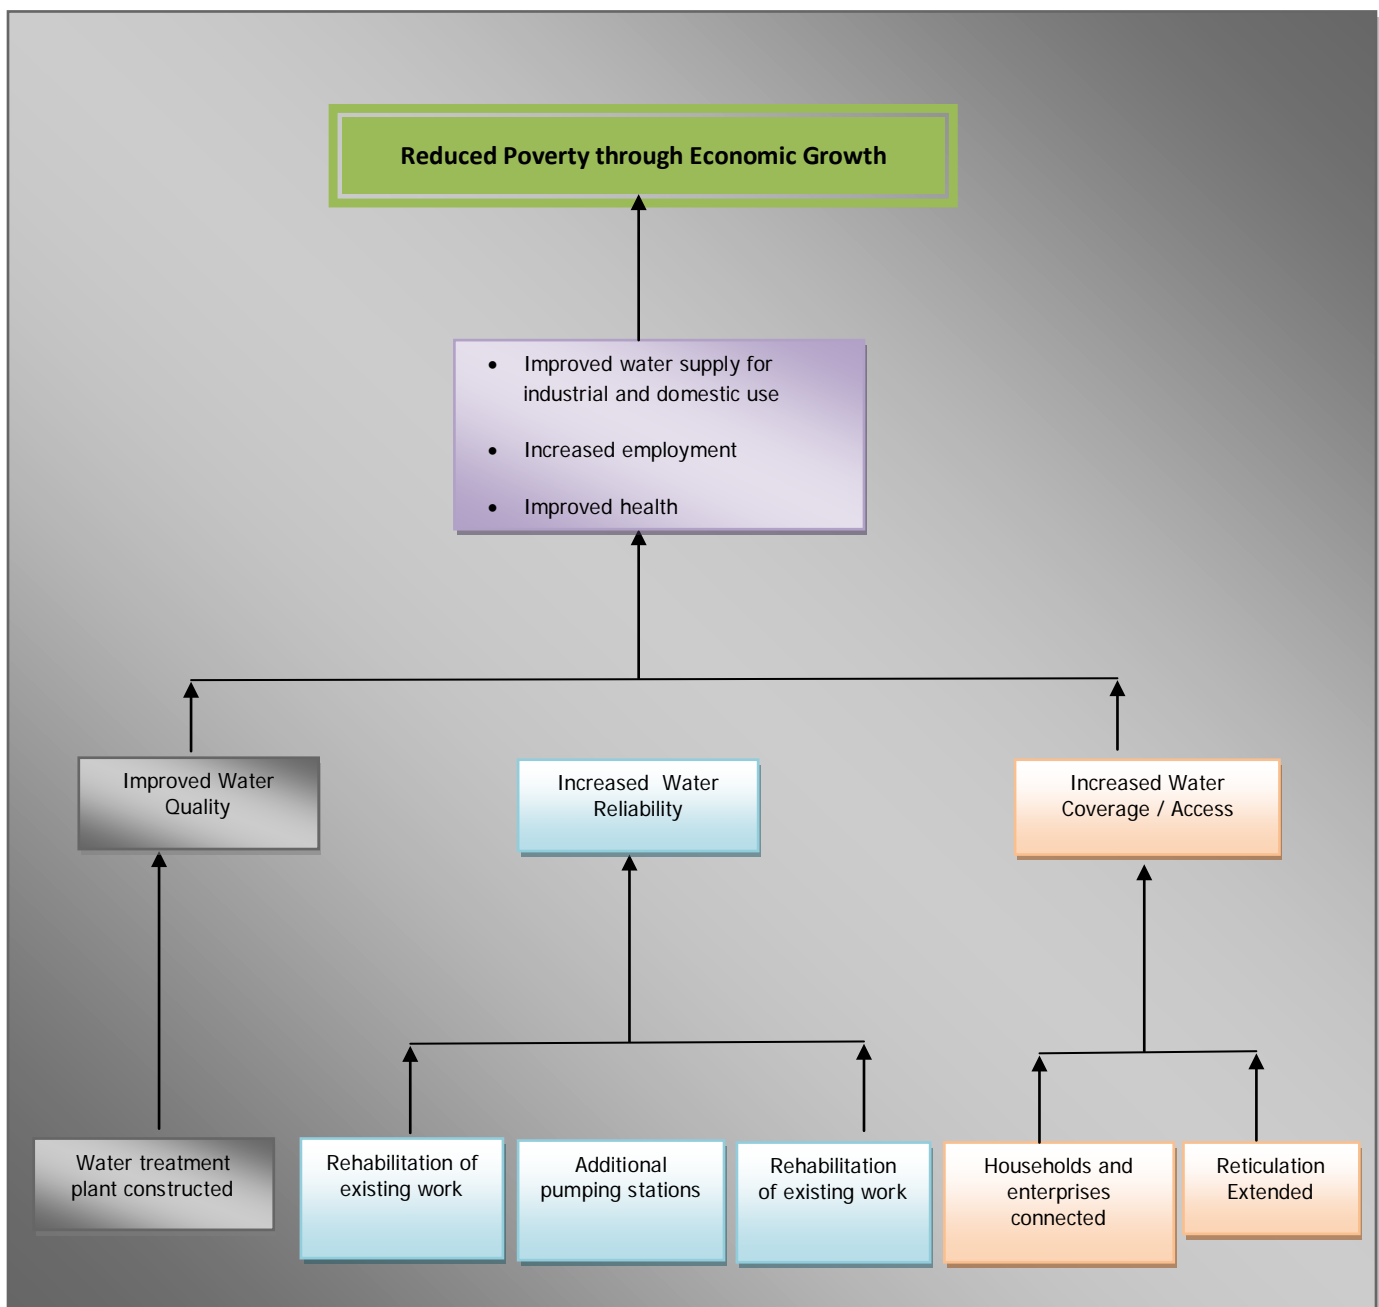 Reduced Poverty through Economic Growth
• Improved water supply for
industrial and domestic use
• Increased employment
• Improved health
Improved Water
Quality
Increased Water
Reliability
Increased Water
Coverage / Access
Water treatment
plant constructed
Rehabilitation of
existing work
Additional
pumping stations
Rehabilitation
of existing work
Households and
enterprises
connected
Reticulation
Extended